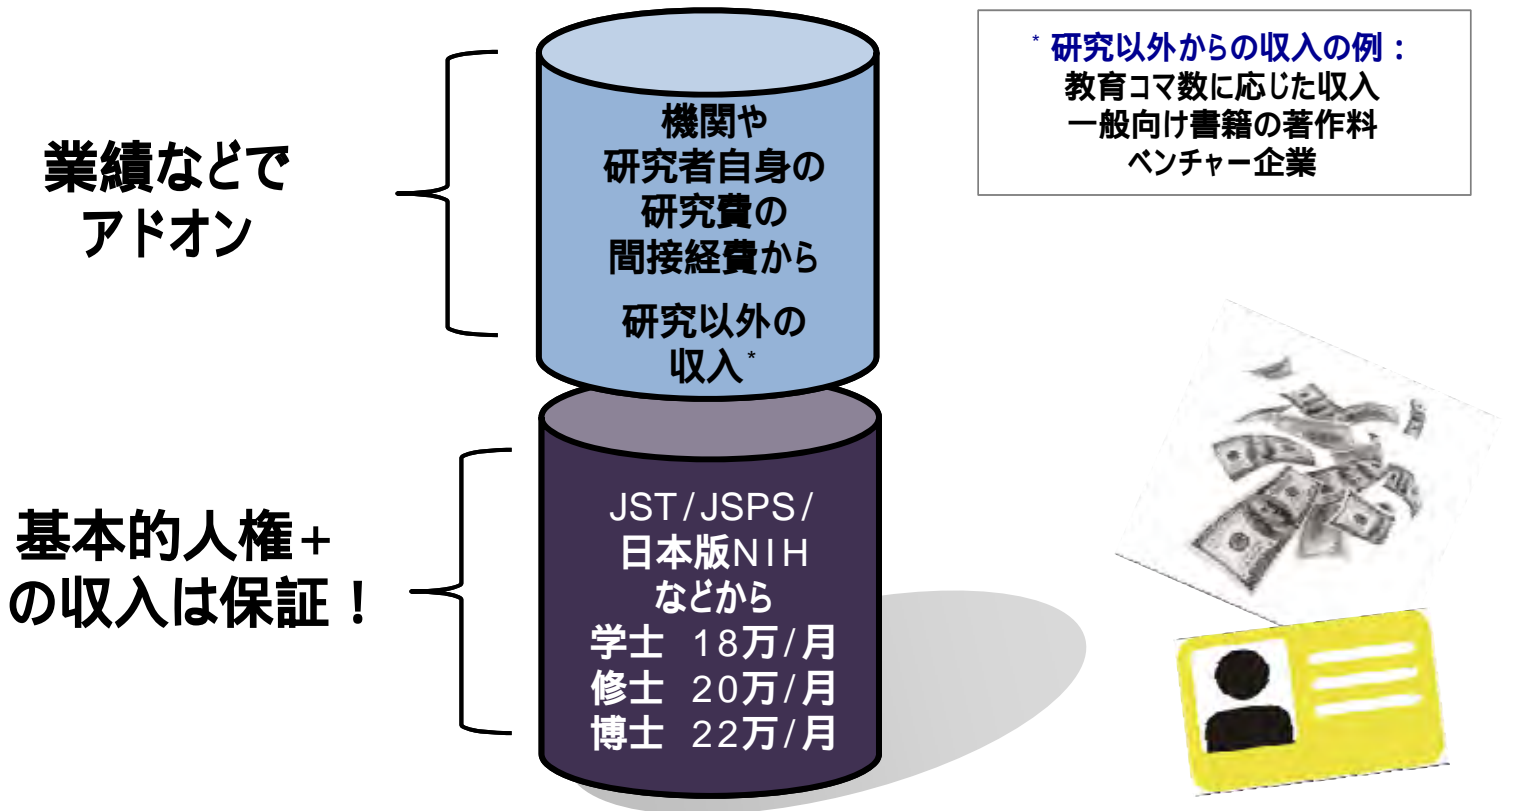 業績などで
アドオン
機関や
研究者自身の
研究費の
間接経費から
研究以外の
収入*
* 研究以外からの収入の例：
教育コマ数に応じた収入
一般向け書籍の著作料
ベンチャー企業
基本的人権+
の収入は保証！
JST/JSPS/
日本版NIH
などから
学士 18万/月
修士 20万/月
博士 22万/月